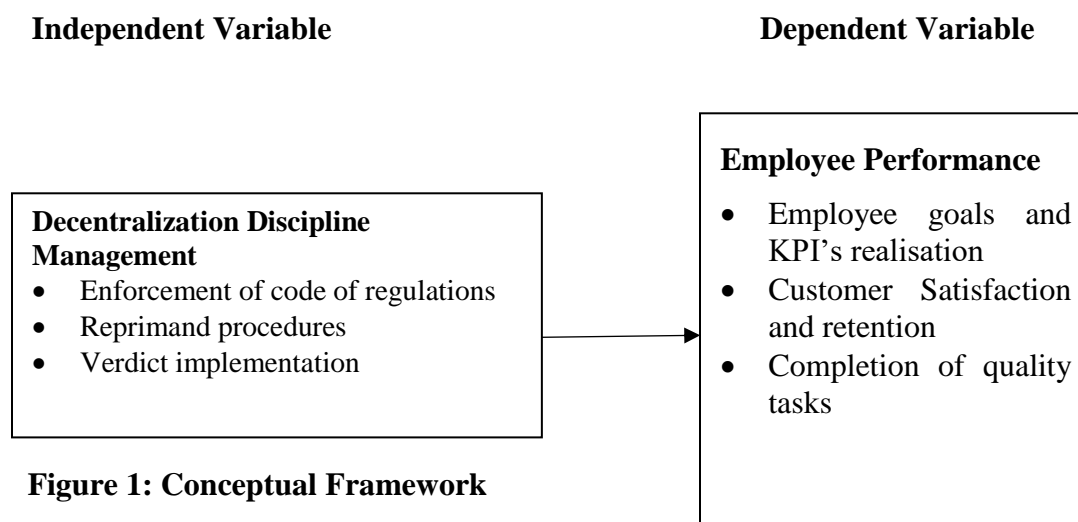 Independent Variable
Dependent Variable
Decentralization Discipline
Management
• Enforcement of code of regulations
• Reprimand procedures
• Verdict implementation
Employee Performance
• Employee goals and
KPI’s realisation
• Customer Satisfaction
and retention
• Completion of quality
tasks
Figure 1: Conceptual Framework